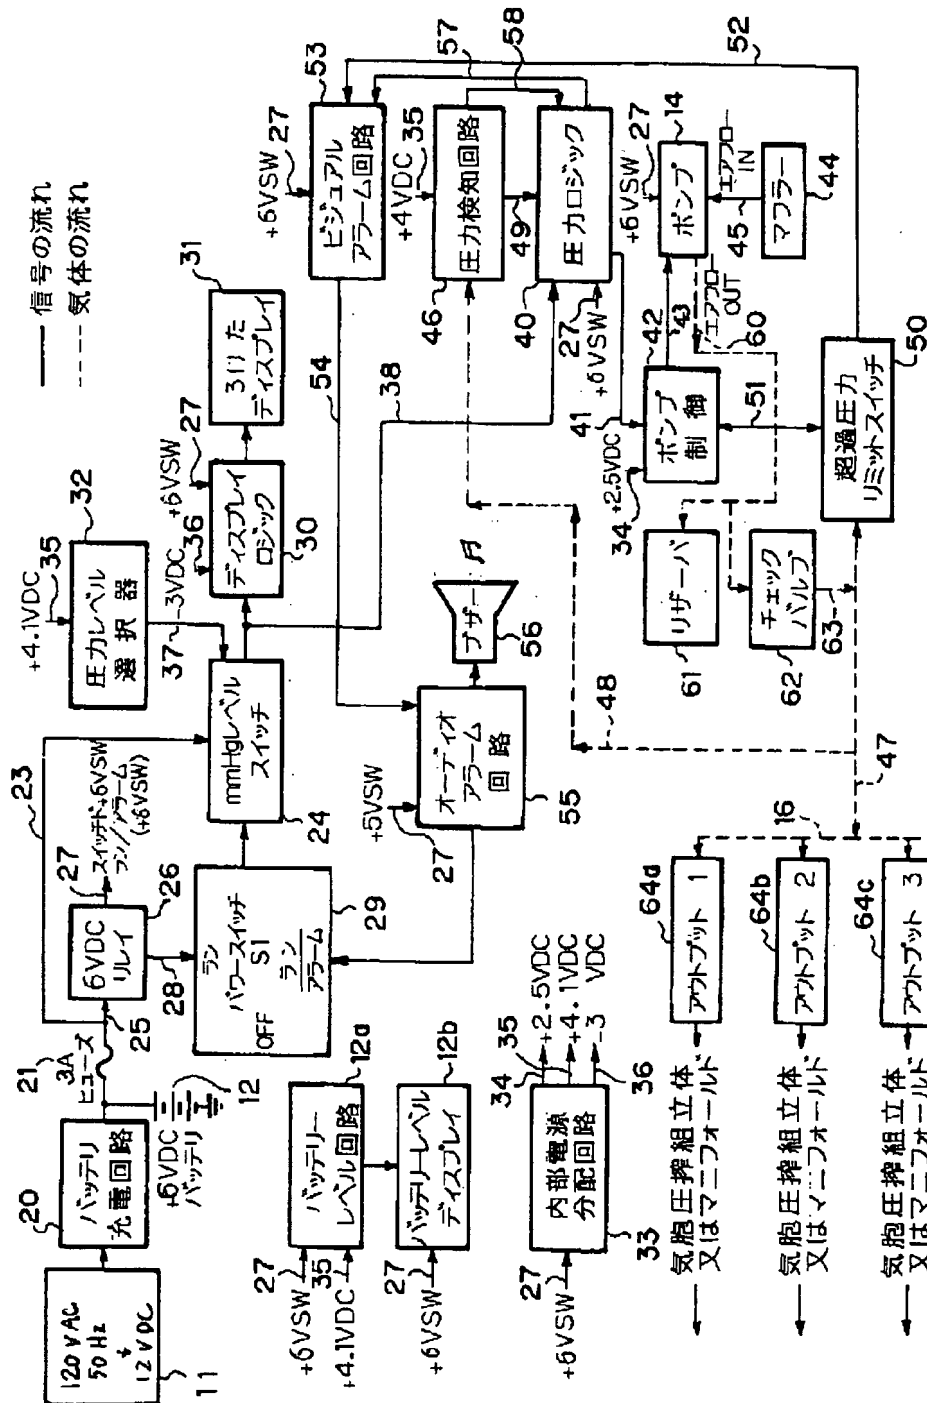 信号の流れ
気体の流れ
120VAC
50Hz
12VDC
11
バッテリ
充電回路
20
21
3A
ヒューズ
+6VDC
バッテリ
12
25
6VDC
リレイ
26
27
スイッチド+6VSW
ラン/アラーム
(+6VSW)
23
28
ラン
パワースイッチ
S1
OFF
ラン
アラーム
29
mmHgレベル
スイッチ
24
+4.1VDC
35
圧力レベル
選択器
32
37
-3VDC
36
+6VSW
27
ディスプレイ
ロジック
30
3けた
ディスプレイ
31
38
+6VSW
27
ビジュアル
アラーム回路
53
54
+4VDC
35
圧力検知回路
46
57
58
49
圧力ロジック
40
27
+6VSW
52
41
+2.5VDC
34
ポンプ
制御
42
43
+6VSW
27
ポンプ
14
エアフロ
IN
45
マフラー
44
エアフロ
OUT
60
51
超過圧力
リミットスイッチ
50
リザーバ
61
チェック
バルブ
62
63
48
47
16
+5VSW
27
オーディオ
アラーム
回路
55
ブザー
56
+6VSW
27
+4.1VDC
35
バッテリー
レベル回路
12a
+6VSW
27
バッテリーレベル
ディスプレイ
12b
+6VSW
27
内部電源
分配回路
33
34
+2.5VDC
35
+4.1VDC
36
-3
VDC
64a
アウトプット 1
気胞圧搾組立体
又はマニフォールド
64b
アウトプット 2
気胞圧搾組立体
又はマニフォールド
64c
アウトプット 3
気胞圧搾組立体
又はマニフォールド